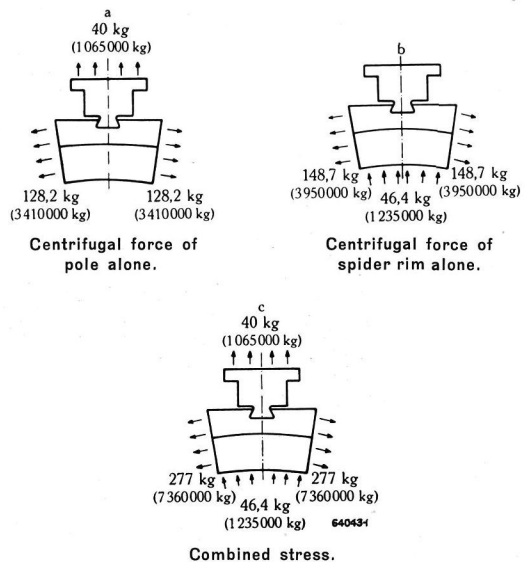 a
40 kg
(1065000 kg)
128,2 kg
(3410000 kg)
128,2 kg
(3410000 kg)
Centrifugal force of
pole alone.
b
148,7 kg
(3950000 kg)
46,4 kg
(1235000 kg)
148,7 kg
(3950000 kg)
Centrifugal force of
spider rim alone.
c
40 kg
(1065000 kg)
277 kg
(7360000 kg)
46,4 kg
(1235000 kg)
277 kg
(7360000 kg)
640431
Combined stress.